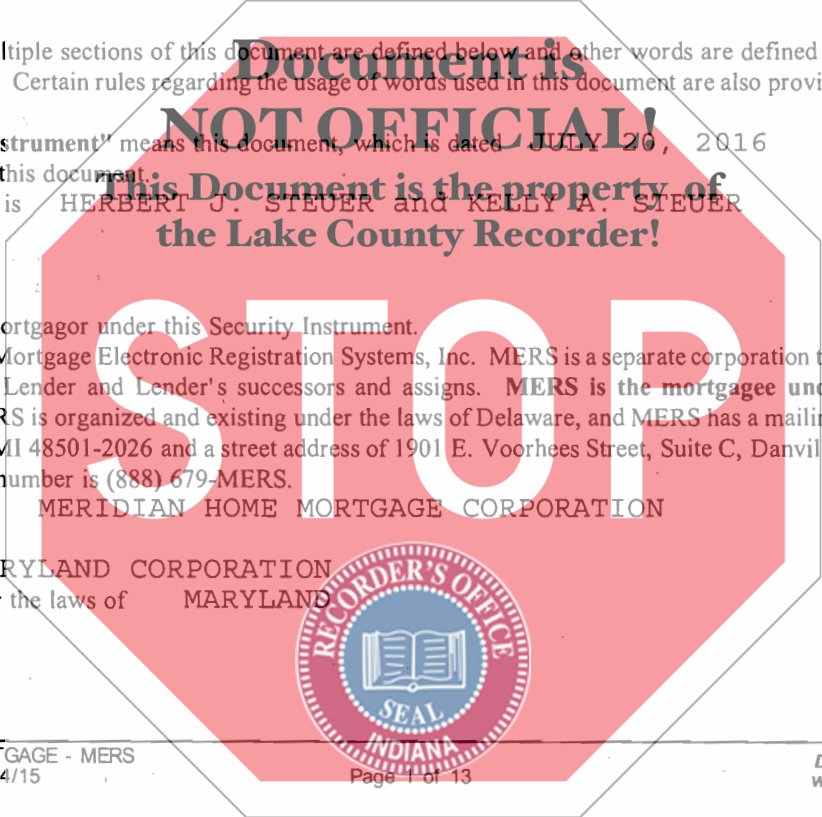 ltiple sections of this document are defined below and other words are defined
Document is
Certain rules regarding the usage of words used in this document are also provi
NOT OFFICIAL!
strument" means this document, which is dated JULY 20, 2016
this document.
This Document is the property of
is HERBERT J. STEUER and KELLY A. STEUER
the Lake County Recorder!
STOP
ortgagor under this Security Instrument.
Mortgage Electronic Registration Systems, Inc. MERS is a separate corporation t
Lender and Lender's successors and assigns. MERS is the mortgagee und
RS is organized and existing under the laws of Delaware, and MERS has a mailin
MI 48501-2026 and a street address of 1901 E. Voorhees Street, Suite C, Danvil
number is (888) 679-MERS.
MERIDIAN HOME MORTGAGE CORPORATION
RYLAND CORPORATION
the laws of MARYLAND
RECORDER'S OFFICE
SEAL
INDIANA
TGAGE - MERS
4/15
Page 1 of 13